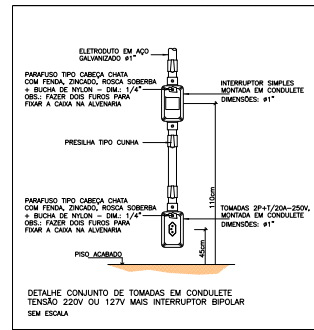 ELETRODUTO EM AÇO
GALVANIZADO ø1"
PARAFUSO TIPO CABEÇA CHATA
COM FENDA, ZINCADO, ROSCA SOBERBA
+ BUCHA DE NYLON - DIM.: 1/4"
OBS.: FAZER DOIS FUROS PARA
FIXAR A CAIXA NA ALVENARIA
INTERRUPTOR SIMPLES
MONTADA EM CONDULETE
DIMENSÕES: ø1"
PRESILHA TIPO CUNHA
110cm
PARAFUSO TIPO CABEÇA CHATA
COM FENDA, ZINCADO, ROSCA SOBERBA
+ BUCHA DE NYLON - DIM.: 1/4"
OBS.: FAZER DOIS FUROS PARA
FIXAR A CAIXA NA ALVENARIA
TOMADAS 2P+T/20A-250V,
MONTADA EM CONDULETE
DIMENSÕES: ø1"
45cm
PISO ACABADO
DETALHE CONJUNTO DE TOMADAS EM CONDULETE
TENSÃO 220V OU 127V MAIS INTERRUPTOR BIPOLAR
SEM ESCALA